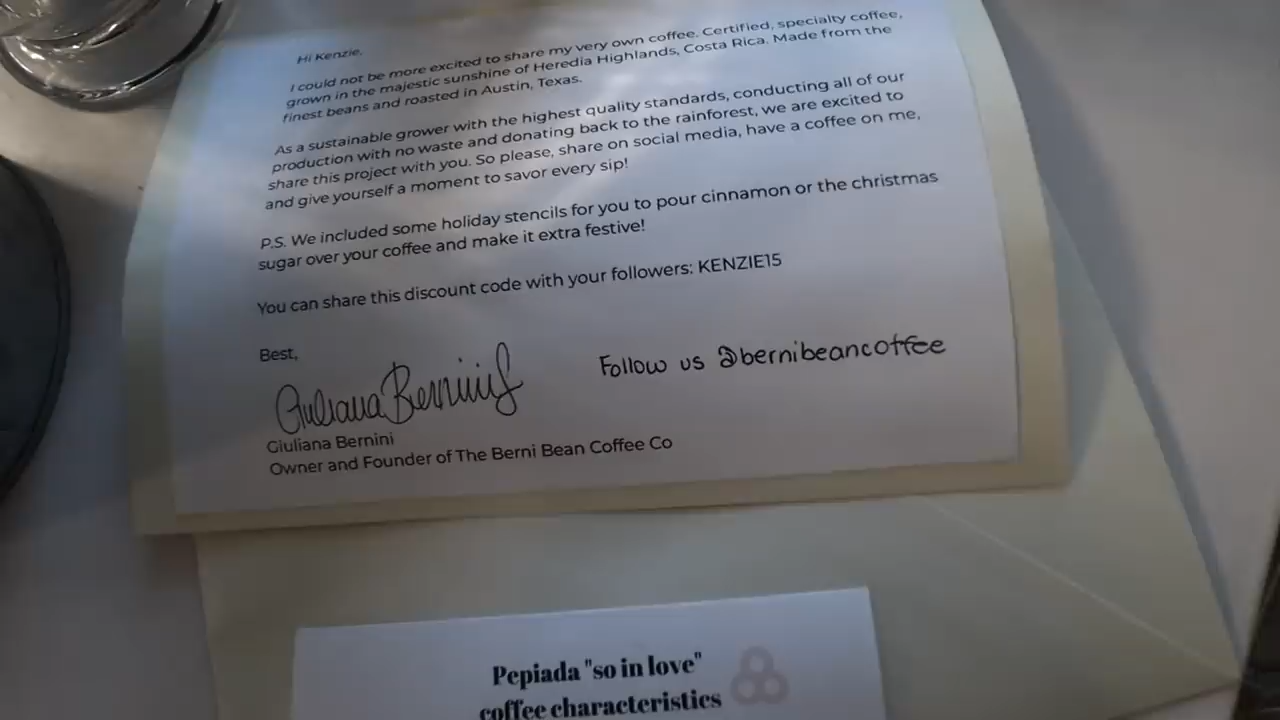 Hi Kenzie,
I could not be more excited to share my very own coffee. Certified, specialty coffee,
grown in the majestic sunshine of Heredia Highlands, Costa Rica. Made from the
finest beans and roasted in Austin, Texas.
As a sustainable grower with the highest quality standards, conducting all of our
production with no waste and donating back to the rainforest, we are excited to
share this project with you. So please, share on social media, have a coffee on me,
and give yourself a moment to savor every sip!
P.S. We included some holiday stencils for you to pour cinnamon or the christmas
sugar over your coffee and make it extra festive!
You can share this discount code with your followers: KENZIE15
Best,
Giuliana Bernini
Follow us @bernibeancoffee
Giuliana Bernini
Owner and Founder of The Berni Bean Coffee Co
Pepiada "so in love"
coffee characteristics